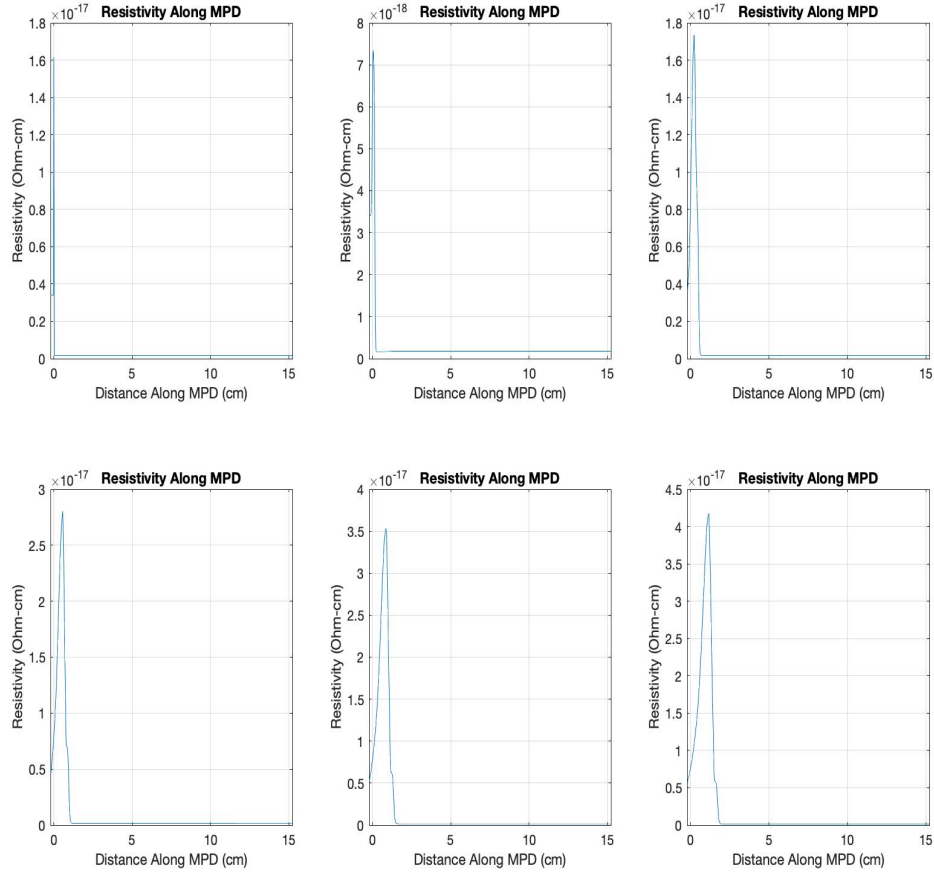 ×10⁻¹⁷ Resistivity Along MPD
1.8
1.6
1.4
1.2
1
0.8
0.6
0.4
0.2
0
Resistivity (Ohm-cm)
0 5 10 15
Distance Along MPD (cm)
×10⁻¹⁸ Resistivity Along MPD
8
7
6
5
4
3
2
1
0
Resistivity (Ohm-cm)
0 5 10 15
Distance Along MPD (cm)
×10⁻¹⁷ Resistivity Along MPD
1.8
1.6
1.4
1.2
1
0.8
0.6
0.4
0.2
0
Resistivity (Ohm-cm)
0 5 10 15
Distance Along MPD (cm)
×10⁻¹⁷ Resistivity Along MPD
3
2.5
2
1.5
1
0.5
0
Resistivity (Ohm-cm)
0 5 10 15
Distance Along MPD (cm)
×10⁻¹⁷ Resistivity Along MPD
4
3.5
3
2.5
2
1.5
1
0.5
0
Resistivity (Ohm-cm)
0 5 10 15
Distance Along MPD (cm)
×10⁻¹⁷ Resistivity Along MPD
4.5
4
3.5
3
2.5
2
1.5
1
0.5
0
Resistivity (Ohm-cm)
0 5 10 15
Distance Along MPD (cm)